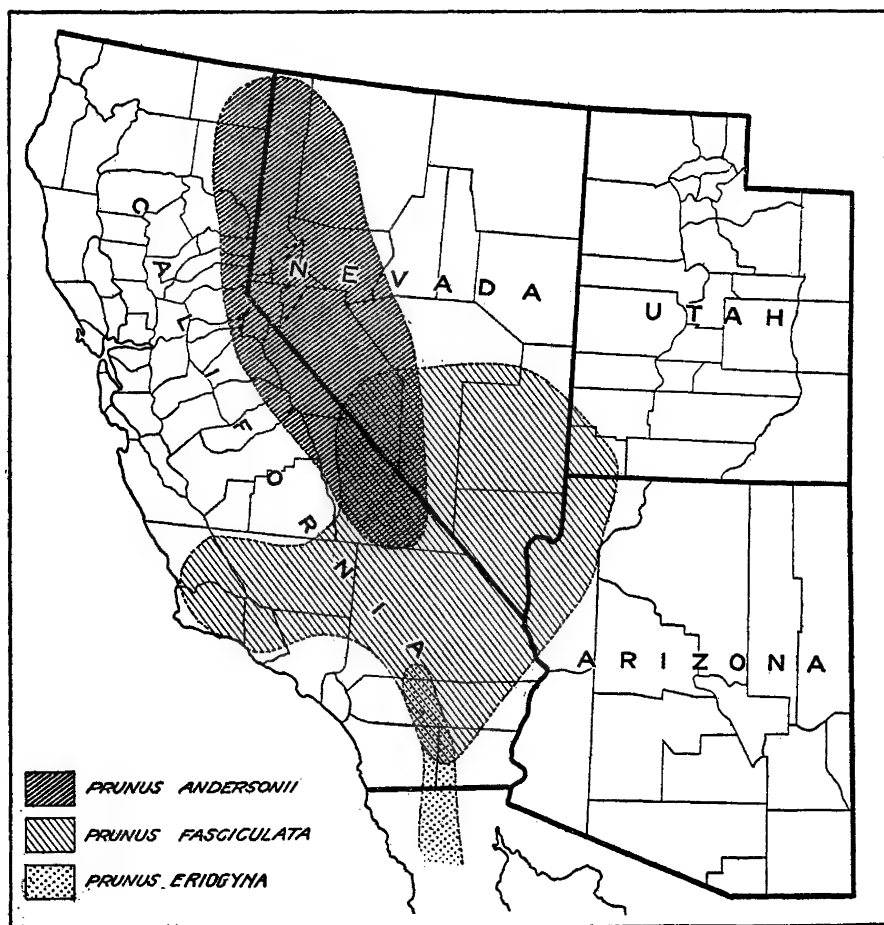 CALIFORNIA
NEVADA
UTAH
ARIZONA
PRUNUS ANDERSONII
PRUNUS FASCICULATA
PRUNUS ERIOGYNA